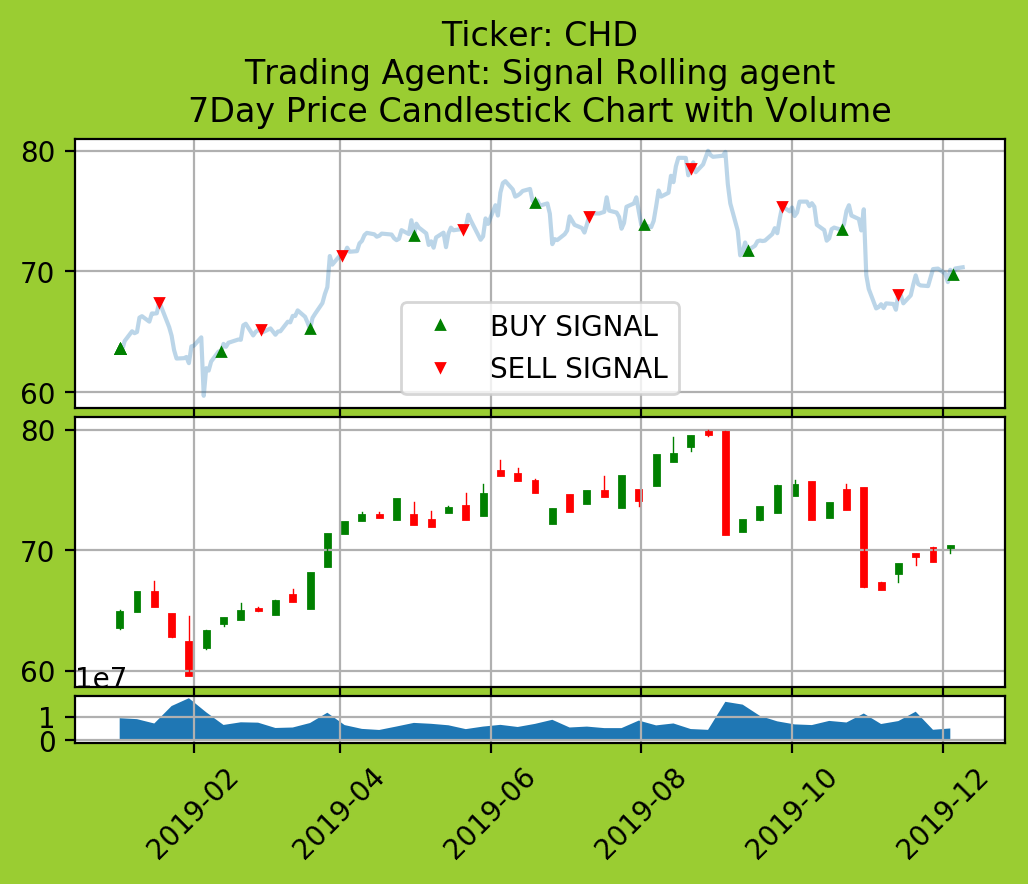 Ticker: CHD
Trading Agent: Signal Rolling agent
7Day Price Candlestick Chart with Volume
80
70
60
BUY SIGNAL
SELL SIGNAL
80
70
60
1e7
1
0
2019-02
2019-04
2019-06
2019-08
2019-10
2019-12